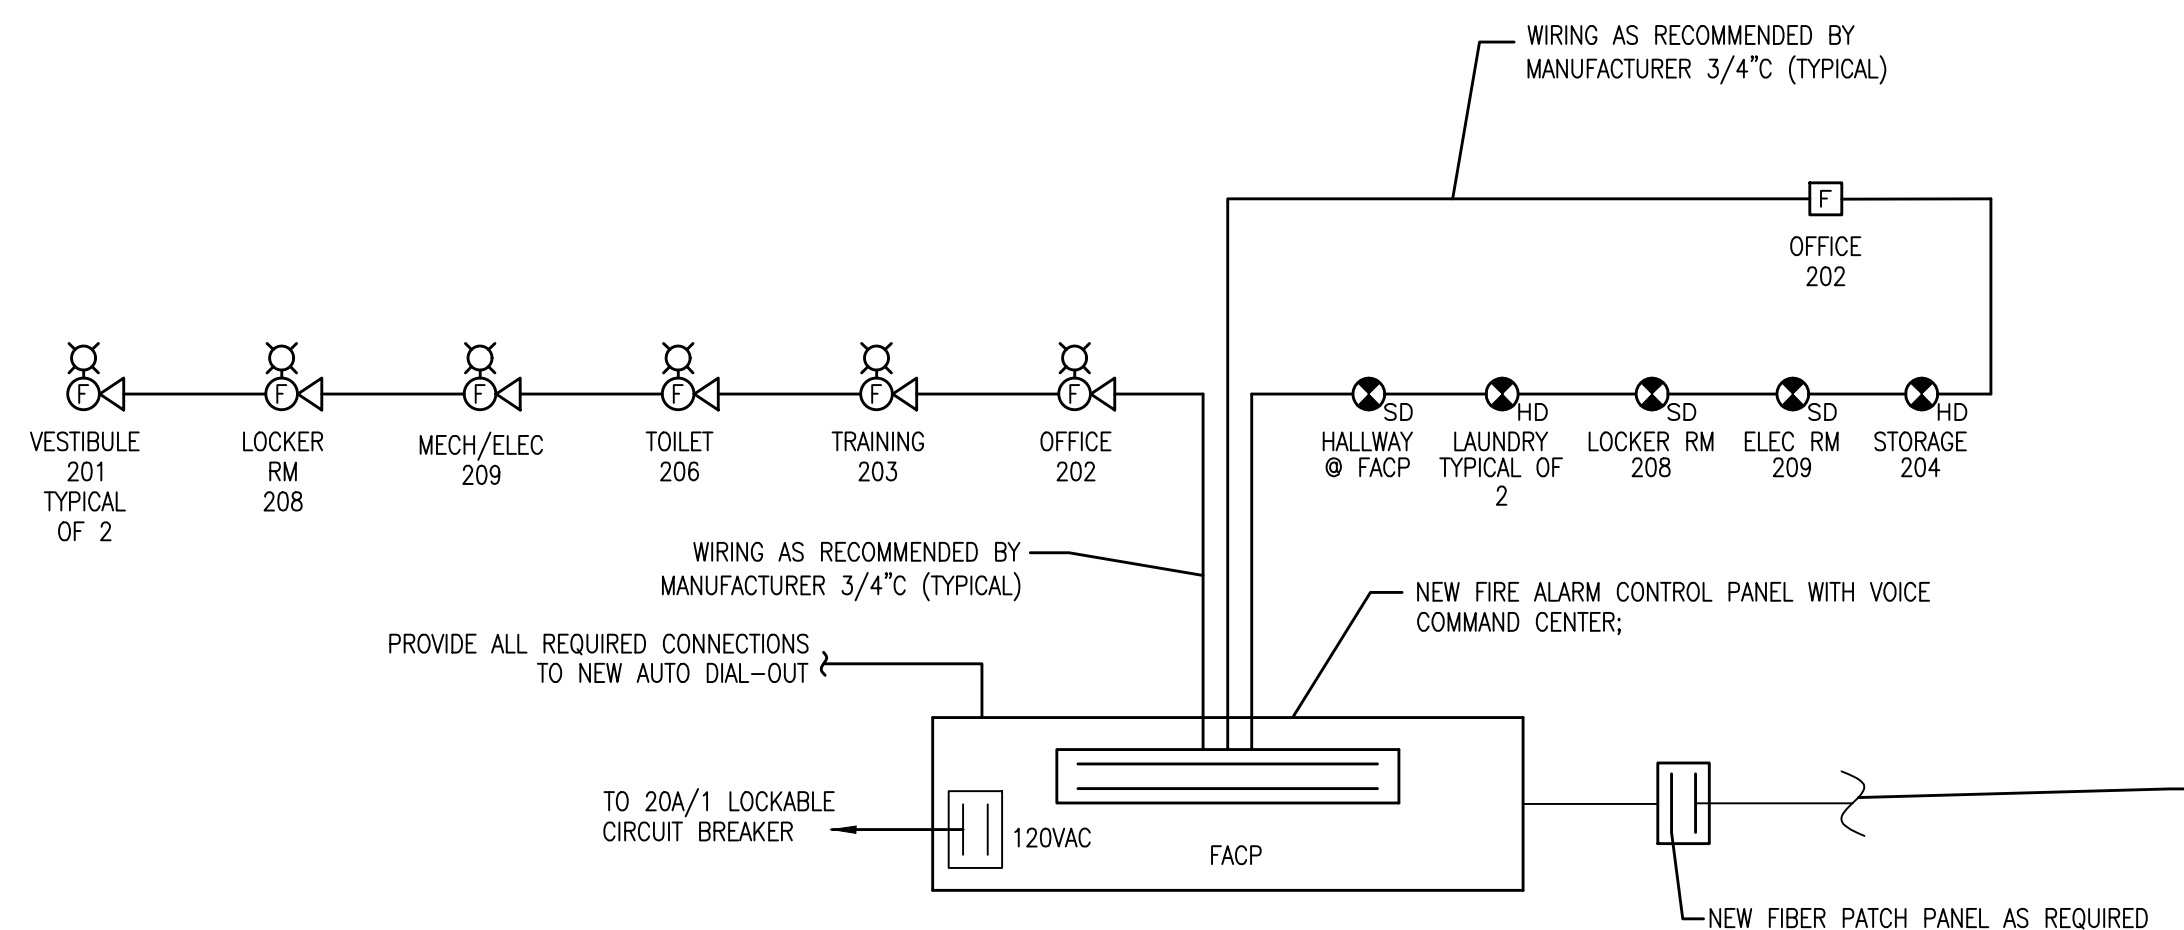 WIRING AS RECOMMENDED BY
MANUFACTURER 3/4"C (TYPICAL)
F
OFFICE
202
F
VESTIBULE
201
TYPICAL
OF 2
F
LOCKER
RM
208
F
MECH/ELEC
209
F
TOILET
206
F
TRAINING
203
F
OFFICE
202
SD
HALLWAY
@ FACP
HD
LAUNDRY
TYPICAL OF
2
SD
LOCKER RM
208
SD
ELEC RM
209
HD
STORAGE
204
WIRING AS RECOMMENDED BY
MANUFACTURER 3/4"C (TYPICAL)
NEW FIRE ALARM CONTROL PANEL WITH VOICE
COMMAND CENTER;
PROVIDE ALL REQUIRED CONNECTIONS
TO NEW AUTO DIAL-OUT
TO 20A/1 LOCKABLE
CIRCUIT BREAKER
120VAC
FACP
NEW FIBER PATCH PANEL AS REQUIRED